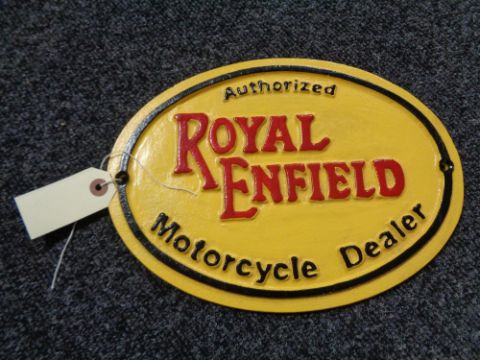 Authorized
ROYAL
ENFIELD
Motorcycle Dealer